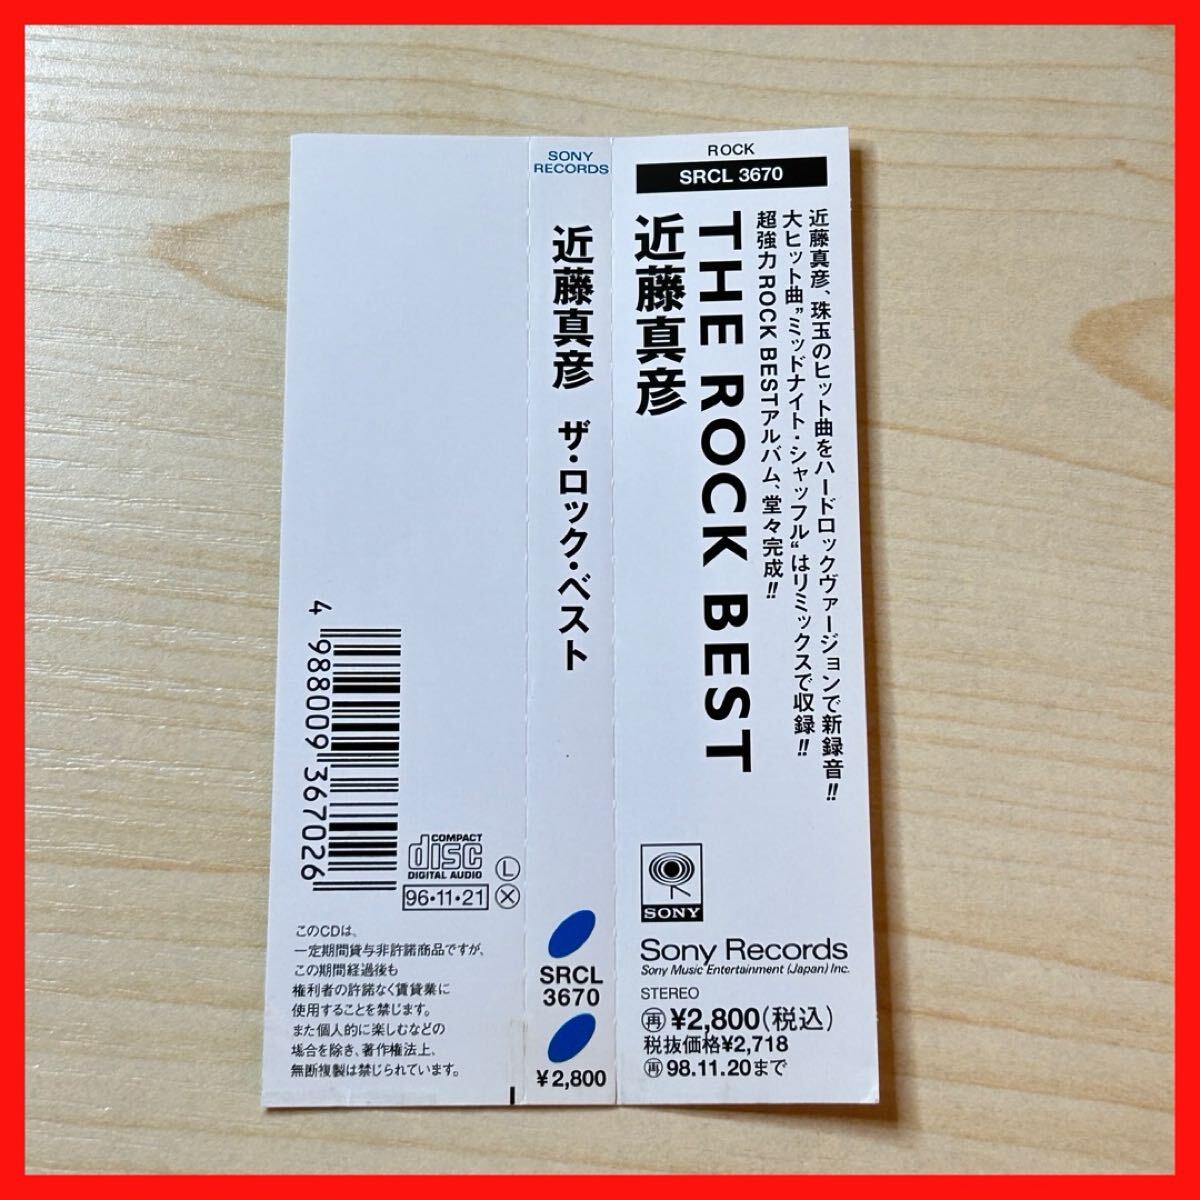 ROCK
SRCL 3670
近藤真彦、珠玉のヒット曲をハードロックヴァージョンで新録音!!
大ヒット曲"ミッドナイト・シャッフル"はリミックスで収録!!
超強力ROCK BESTアルバム、堂々完成!!
THE ROCK BEST
近藤真彦
SONY
Sony Records
Sony Music Entertainment (Japan) Inc.
STEREO
再 ¥2,800(税込)
税抜価格¥2,718
再 98.11.20まで
SONY
RECORDS
近藤真彦 ザ・ロック・ベスト
SRCL
3670
¥2,800
4 988009 367026
COMPACT
disc
DIGITAL AUDIO
L
96・11・21
X
このCDは、
一定期間貸与非許諾商品ですが、
この期間経過後も
権利者の許諾なく賃貸業に
使用することを禁じます。
また個人的に楽しむなどの
場合を除き、著作権法上、
無断複製は禁じられています。